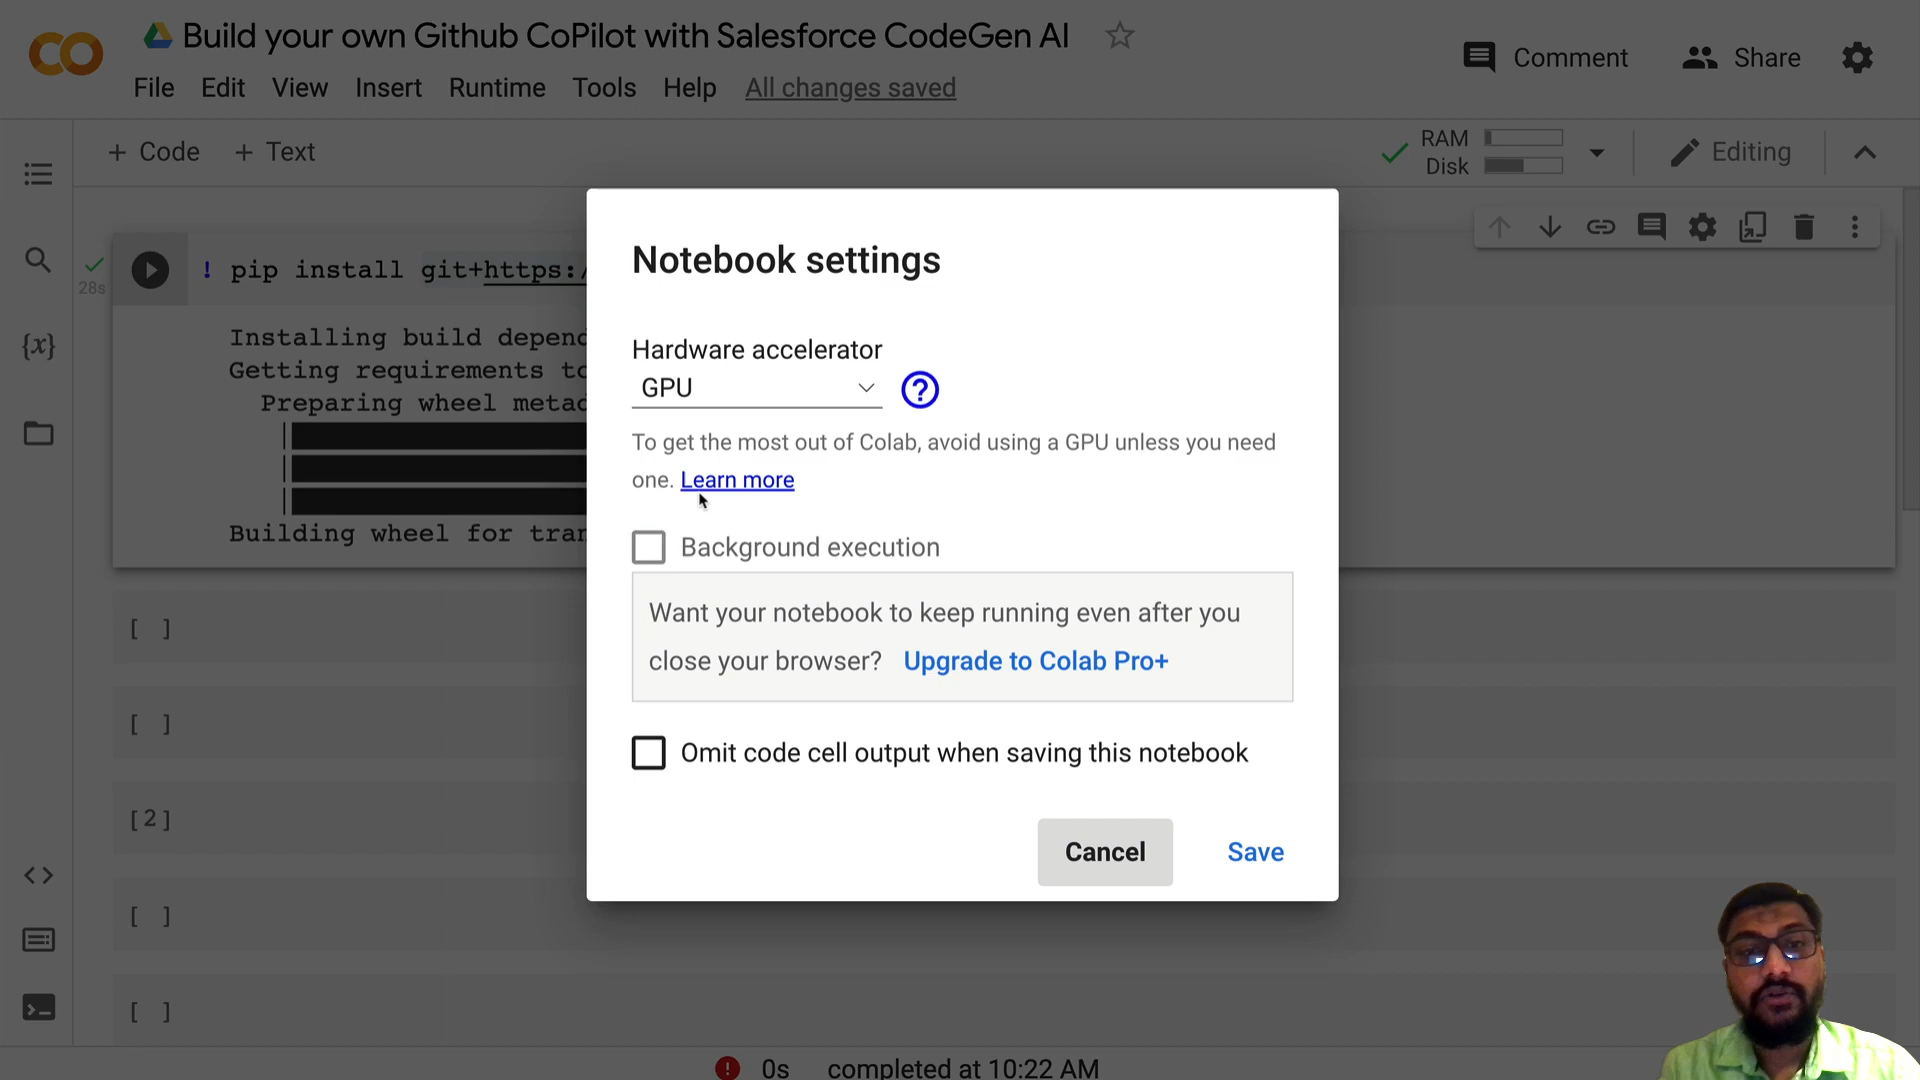 Build your own Github CoPilot with Salesforce CodeGen AI
Comment
Share
File Edit View Insert Runtime Tools Help All changes saved
+ Code + Text
RAM
Disk
Editing
28s
! pip install git+https:/
Installing build depend
Getting requirements to
Preparing wheel metad
Building wheel for tran
Notebook settings
Hardware accelerator
GPU
To get the most out of Colab, avoid using a GPU unless you need
one. Learn more
Background execution
Want your notebook to keep running even after you
close your browser? Upgrade to Colab Pro+
Omit code cell output when saving this notebook
Cancel Save
[ ]
[ ]
[2]
[ ]
[ ]
0s completed at 10:22 AM